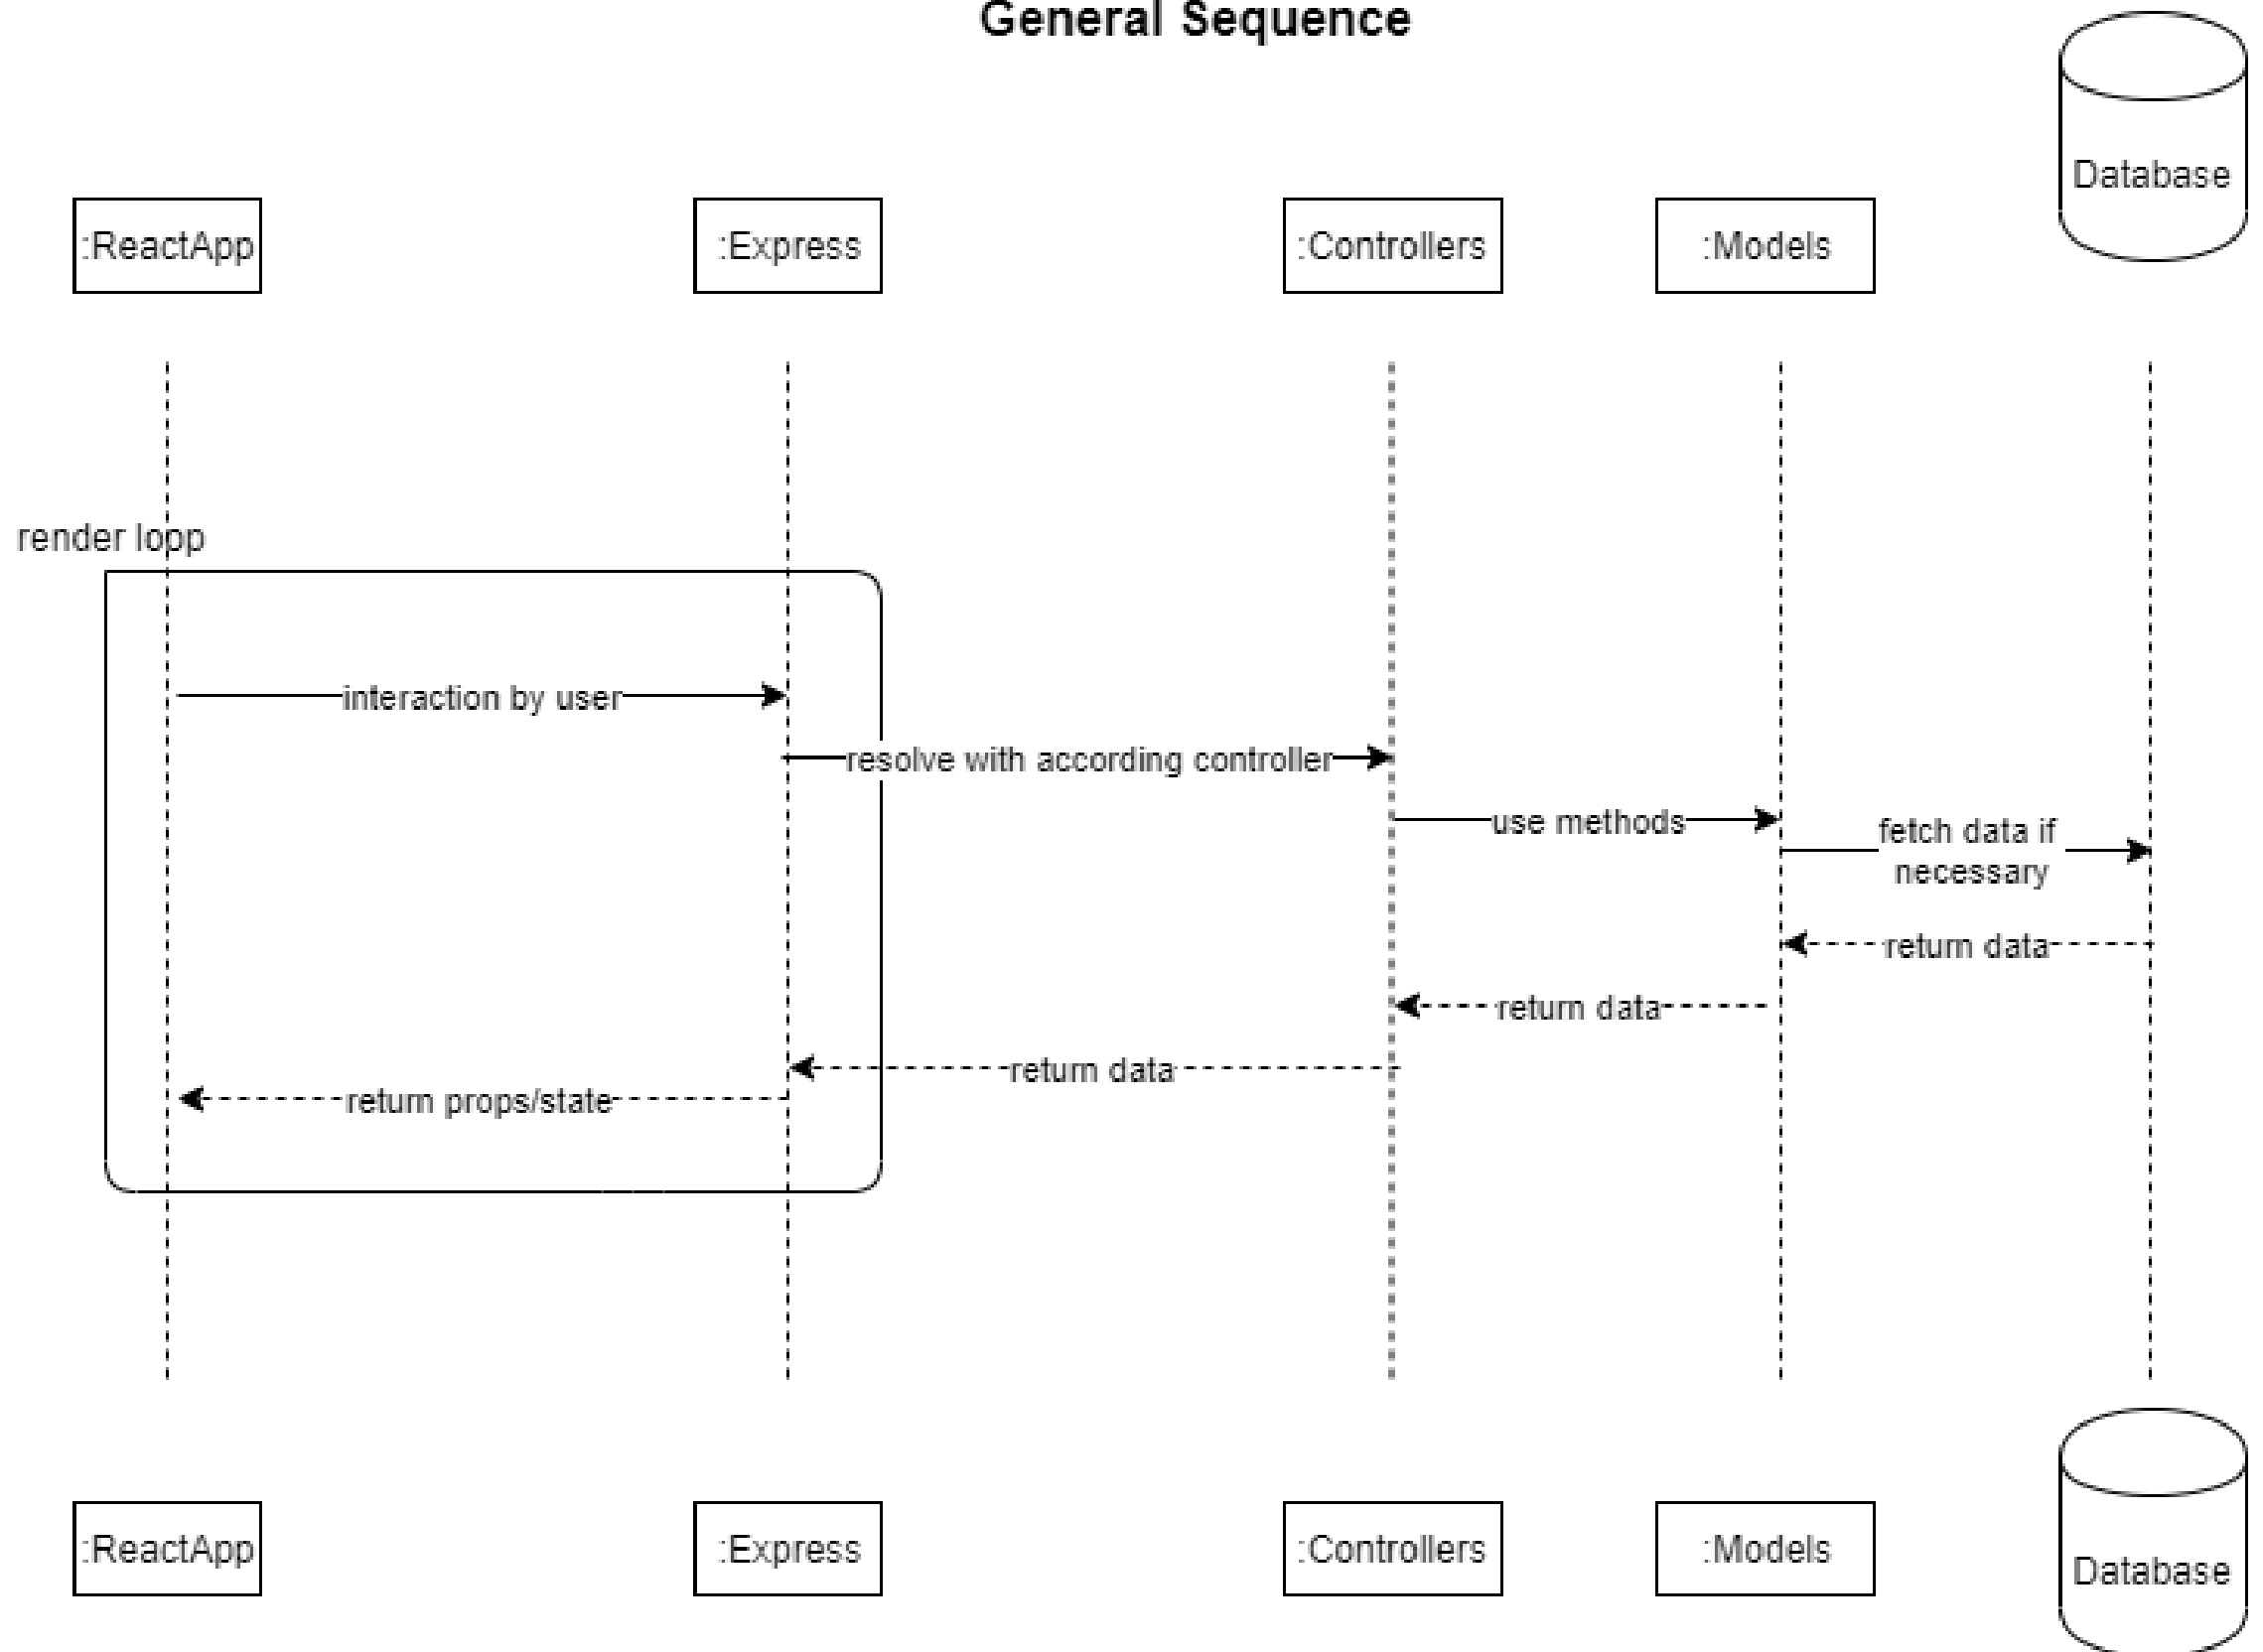 General Sequence
Database
:ReactApp
:Express
:Controllers
:Models
render loop
interaction by user
resolve with according controller
use methods
fetch data if
necessary
return data
return data
return data
return props/state
:ReactApp
:Express
:Controllers
:Models
Database